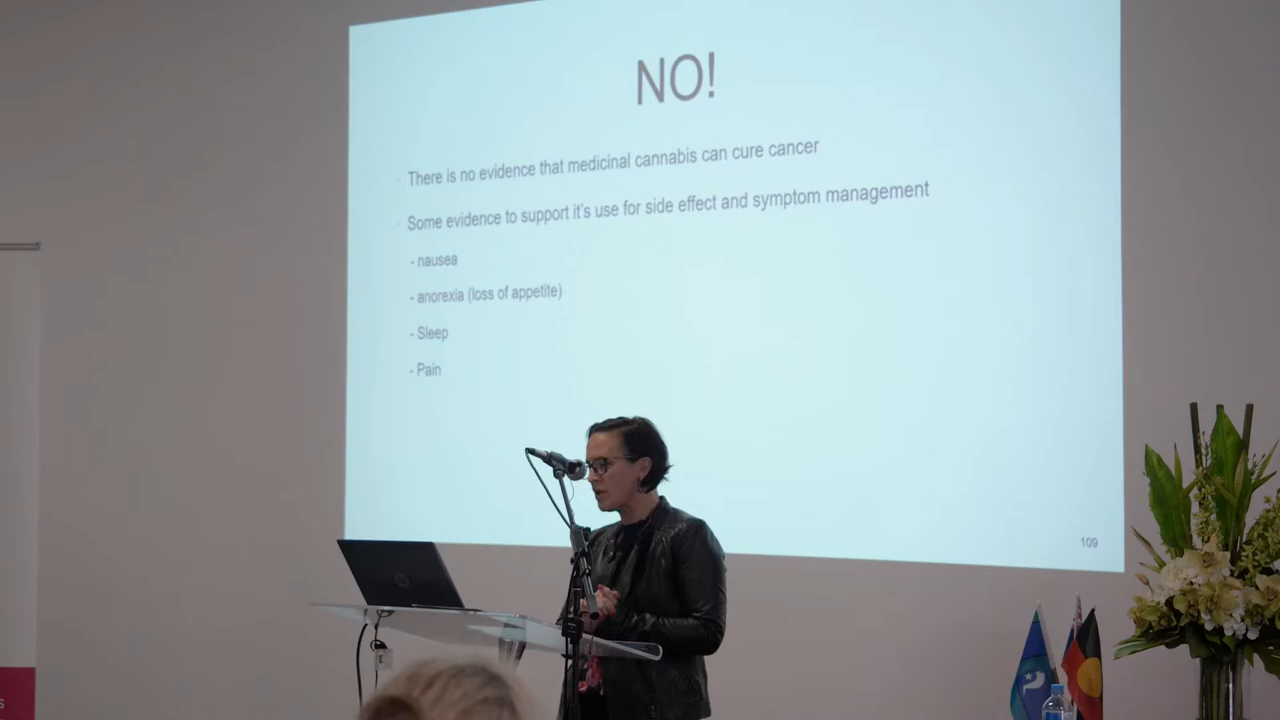 NO!
There is no evidence that medicinal cannabis can cure cancer
Some evidence to support it's use for side effect and symptom management
- nausea
- anorexia (loss of appetite)
- Sleep
- Pain
109